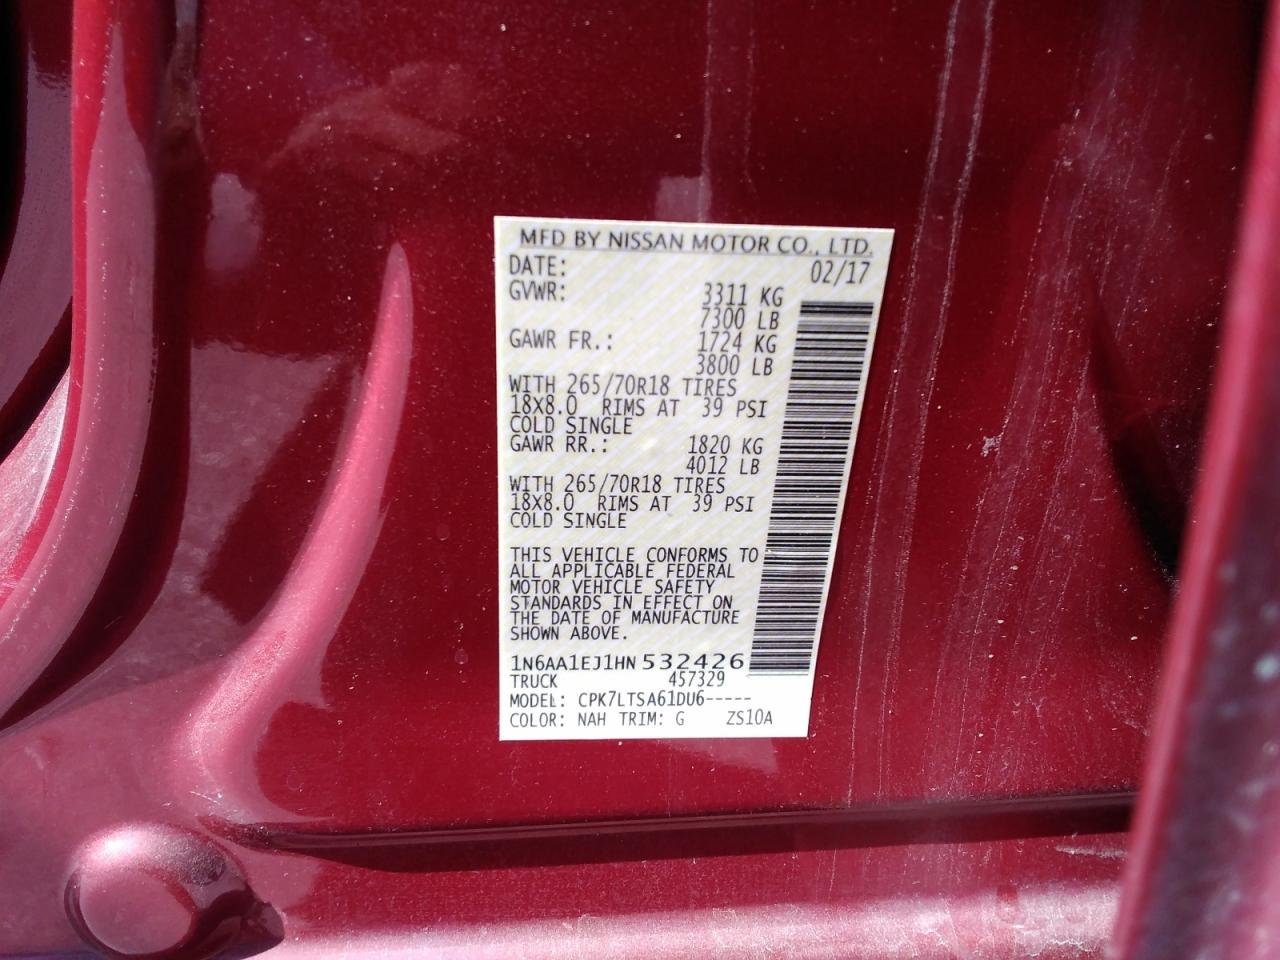 MFD BY NISSAN MOTOR CO., LTD.
DATE: 02/17
GVWR: 3311 KG
7300 LB
GAWR FR.: 1724 KG
3800 LB
WITH 265/70R18 TIRES
18X8.0 RIMS AT 39 PSI
COLD SINGLE
GAWR RR.: 1820 KG
4012 LB
WITH 265/70R18 TIRES
18X8.0 RIMS AT 39 PSI
COLD SINGLE
THIS VEHICLE CONFORMS TO
ALL APPLICABLE FEDERAL
MOTOR VEHICLE SAFETY
STANDARDS IN EFFECT ON
THE DATE OF MANUFACTURE
SHOWN ABOVE.
1N6AA1EJ1HN532426
TRUCK 457329
MODEL: CPK7LTSA61DU6-----
COLOR: NAH TRIM: G ZS10A